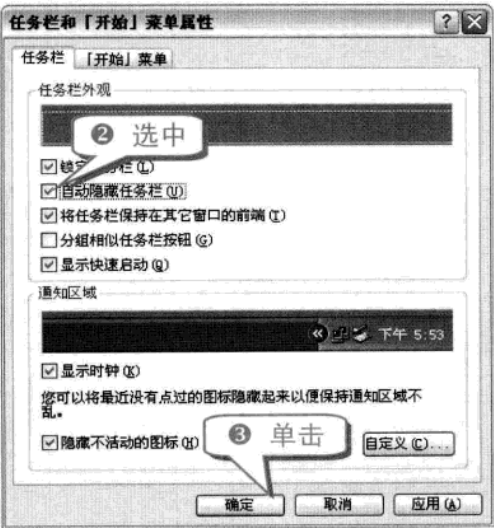 任务栏和「开始」菜单属性
任务栏 「开始」菜单
任务栏外观
❷ 选中
锁定 务栏(L)
自动隐藏任务栏(U)
将任务栏保持在其它窗口的前端(T)
分组相似任务栏按钮(G)
显示快速启动(Q)
通知区域
下午 5:53
显示时钟(K)
您可以将最近没有点过的图标隐藏起来以便保持通知区域不
乱。
隐藏不活动的图标(H)
❸ 单击
自定义(C)...
确定 取消 应用(A)